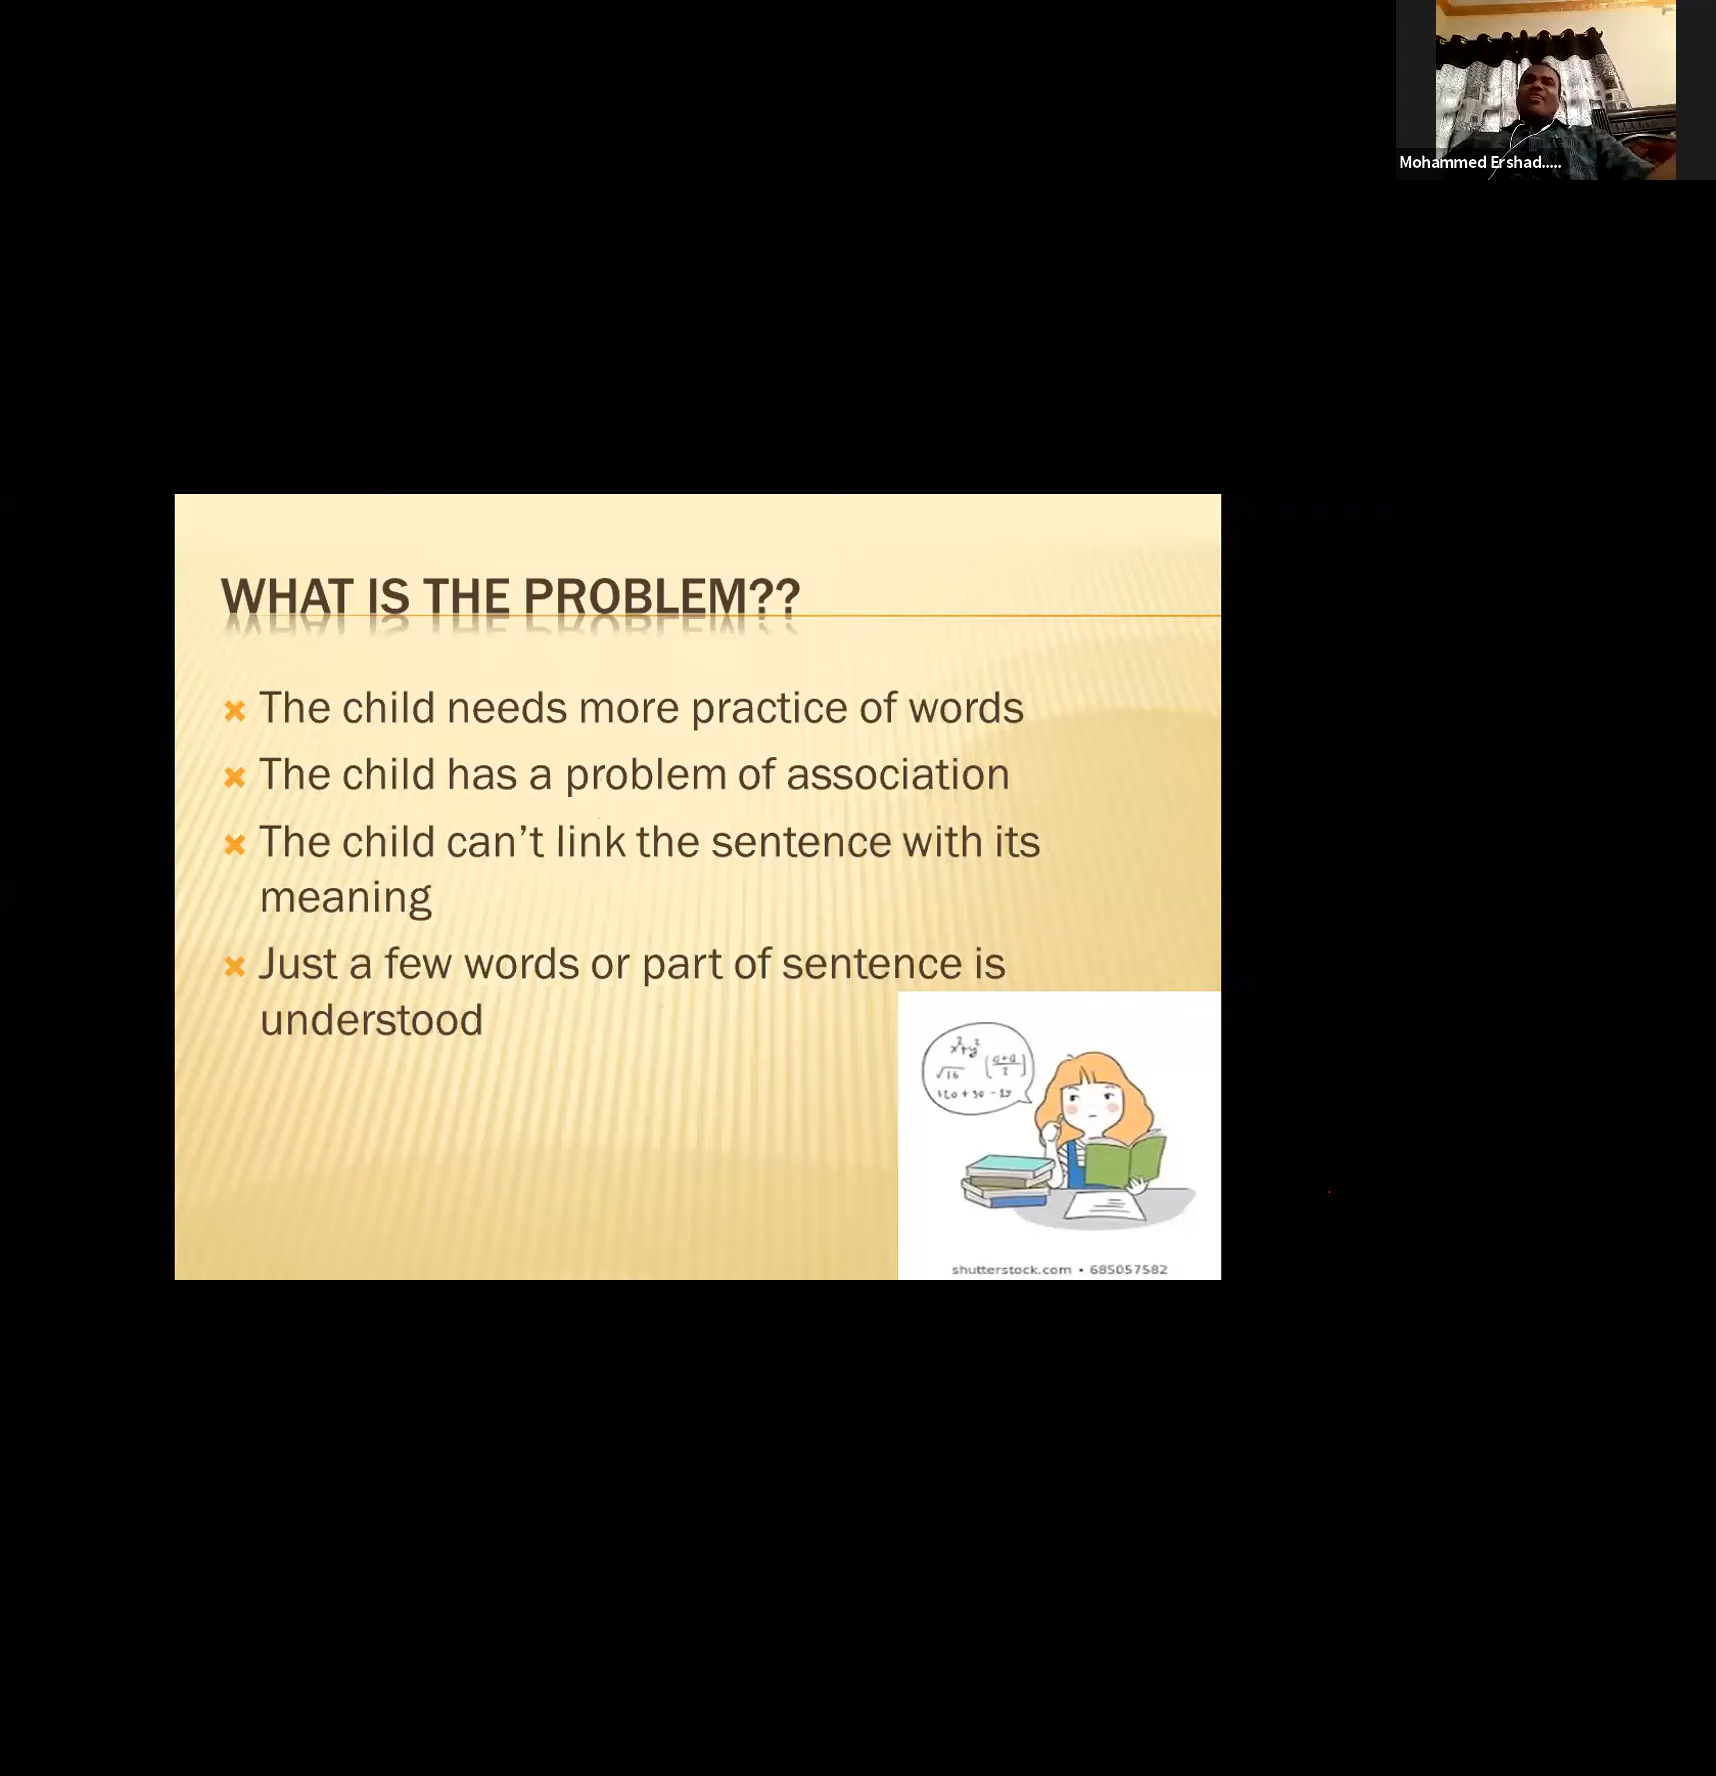 Mohammed Ershad.....
WHAT IS THE PROBLEM??
The child needs more practice of words
The child has a problem of association
The child can’t link the sentence with its
meaning
Just a few words or part of sentence is
understood
shutterstock.com • 685057582